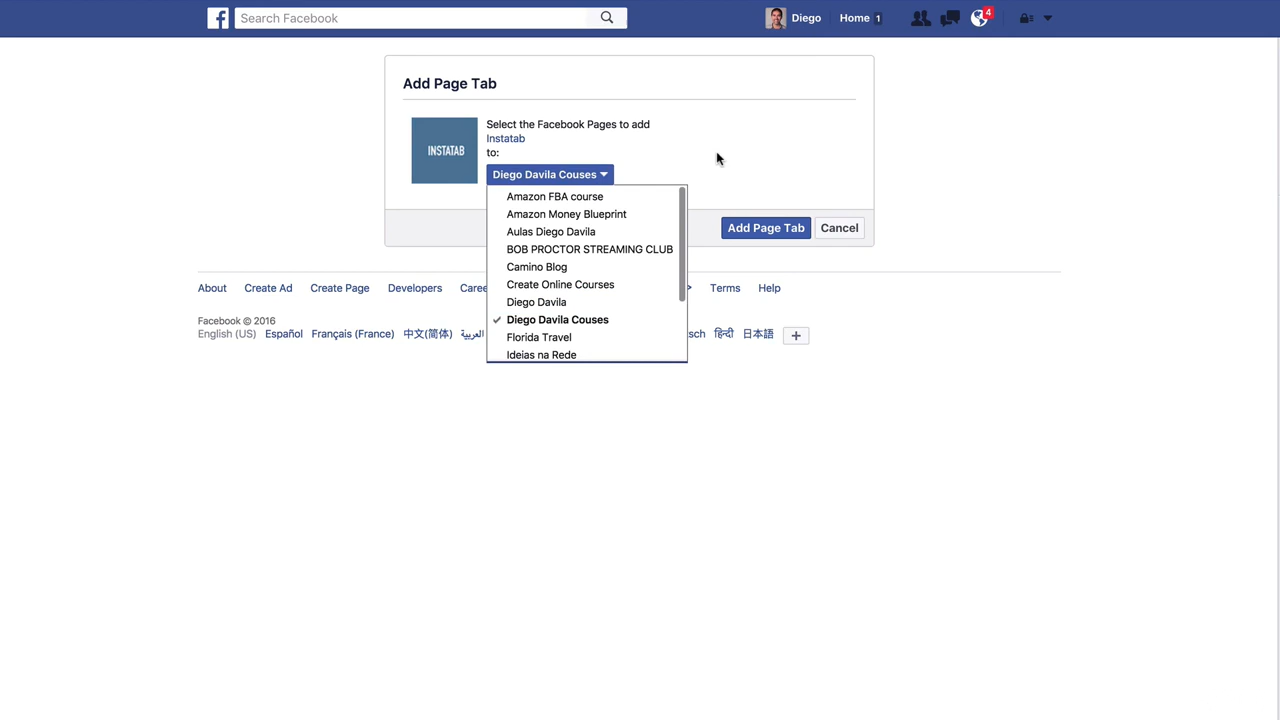 Search Facebook
Diego
Home 1
4
Add Page Tab
INSTATAB
Select the Facebook Pages to add
Instatab
to:
Diego Davila Couses
Amazon FBA course
Amazon Money Blueprint
Aulas Diego Davila
BOB PROCTOR STREAMING CLUB
Camino Blog
Create Online Courses
Diego Davila
Diego Davila Couses
Florida Travel
Ideias na Rede
Add Page Tab
Cancel
About Create Ad Create Page Developers Caree Terms Help
Facebook © 2016
English (US) Español Français (France) 中文(简体) العربية sch हिन्दी 日本語